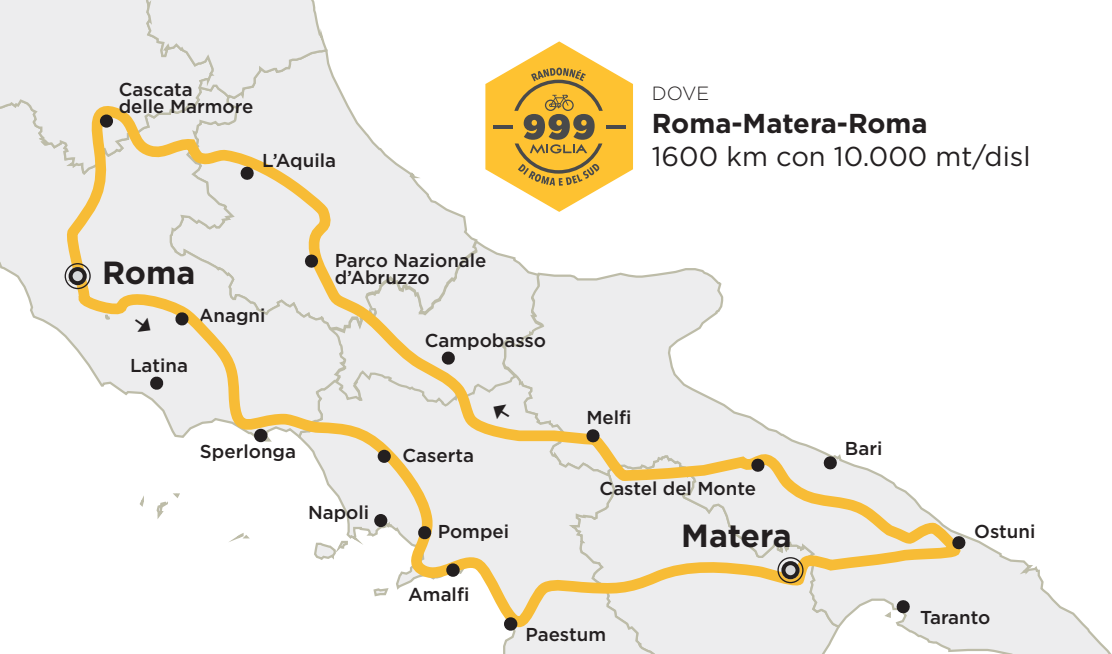 RANDONNÉE
999
MIGLIA
DI ROMA E DEL SUD
DOVE
Roma-Matera-Roma
1600 km con 10.000 mt/disl
Cascata
delle Marmore
L'Aquila
Parco Nazionale
d'Abruzzo
Roma
Anagni
Campobasso
Latina
Melfi
Sperlonga
Caserta
Bari
Castel del Monte
Napoli
Pompei
Matera
Ostuni
Amalfi
Taranto
Paestum